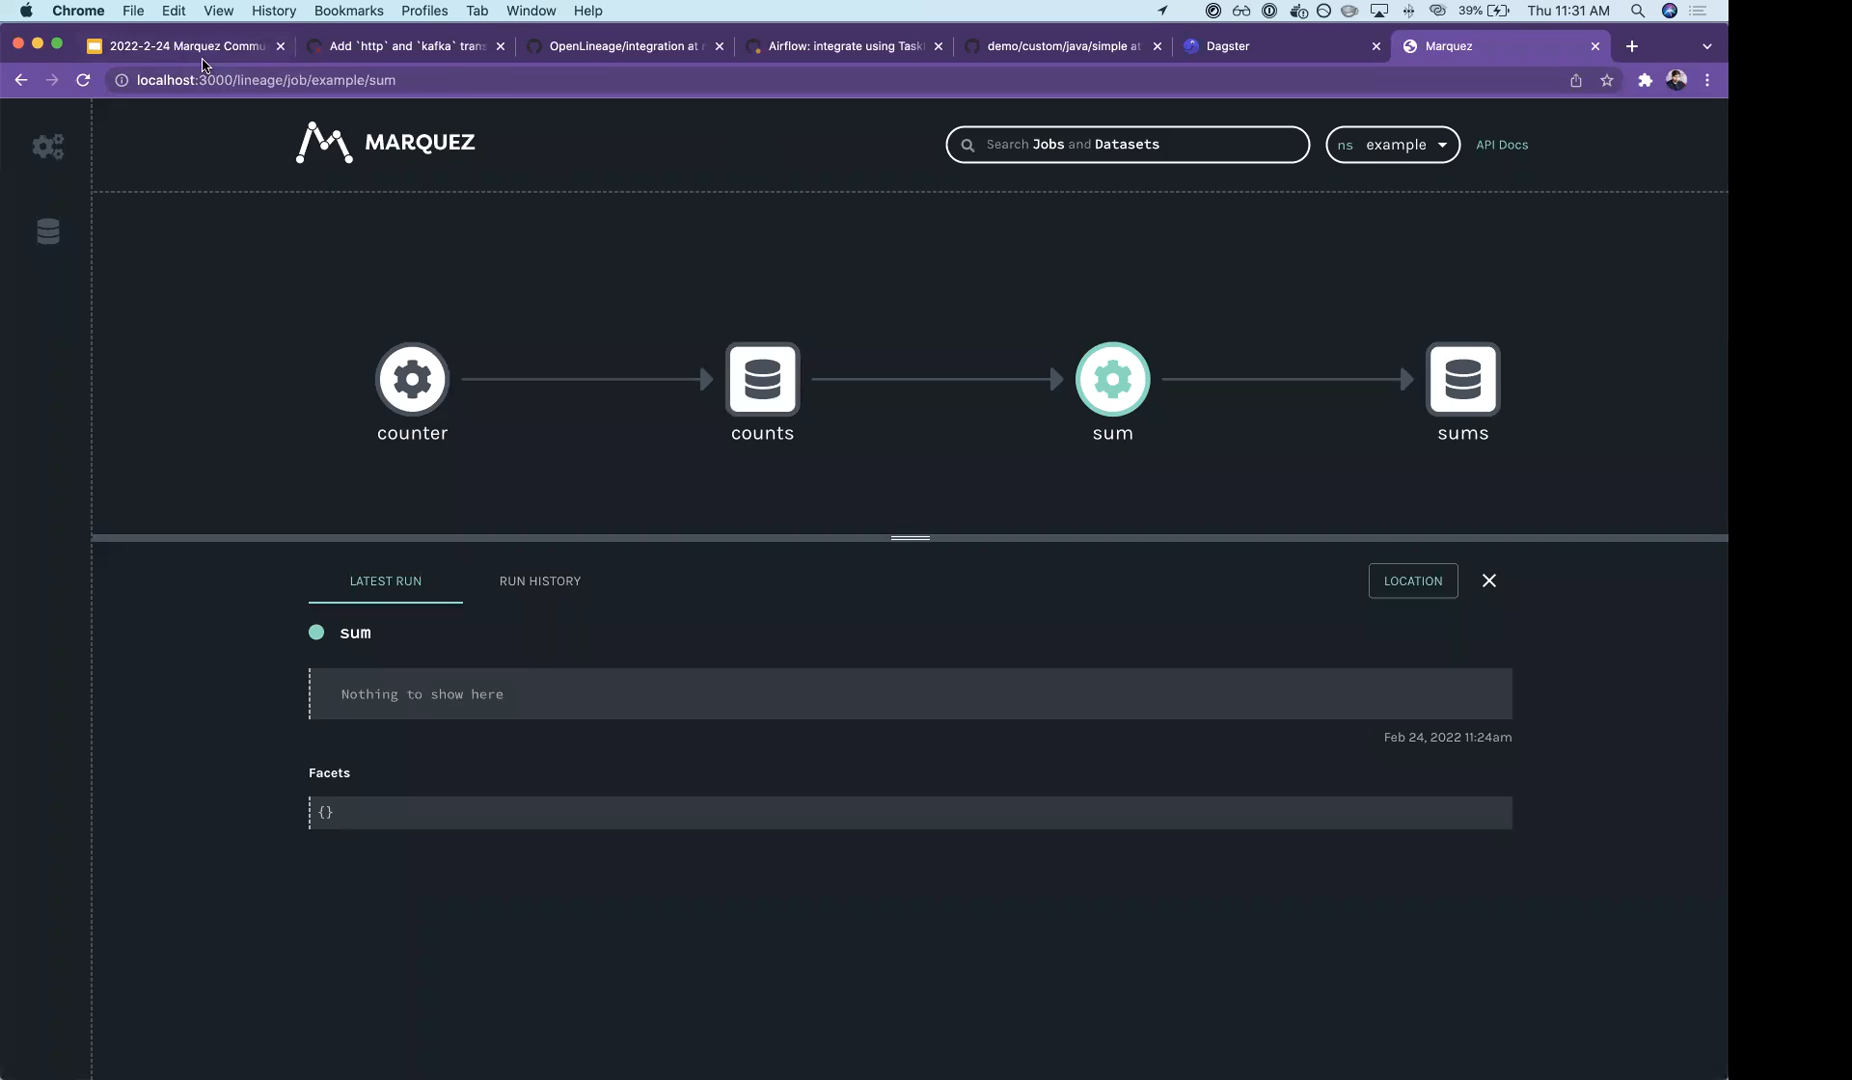 Chrome File Edit View History Bookmarks Profiles Tab Window Help 39% Thu 11:31 AM
2022-2-24 Marquez Commu Add `http` and `kafka` trans OpenLineage/integration at Airflow: integrate using Task demo/custom/java/simple at Dagster Marquez
localhost:3000/lineage/job/example/sum
MARQUEZ Search Jobs and Datasets ns example API Docs
counter counts sum sums
LATEST RUN RUN HISTORY LOCATION
sum
Nothing to show here
Feb 24, 2022 11:24am
Facets
{}